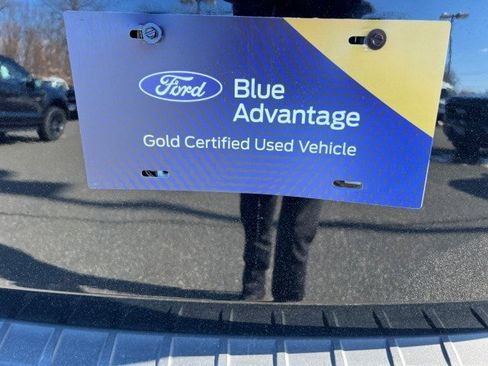 Ford
Blue
Advantage
Gold Certified Used Vehicle